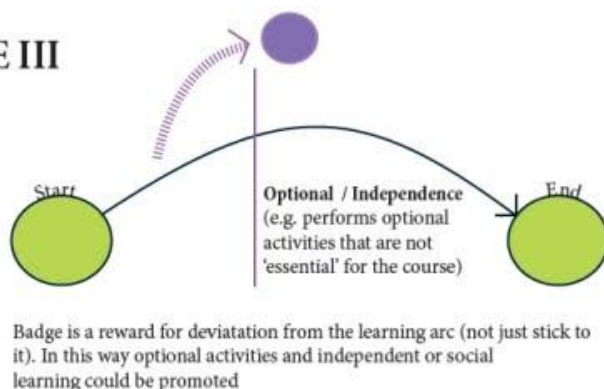 E III
Start
End
Optional / Independence
(e.g. performs optional
activities that are not
'essential' for the course)
Badge is a reward for deviatation from the learning arc (not just stick to
it). In this way optional activities and independent or social
learning could be promoted